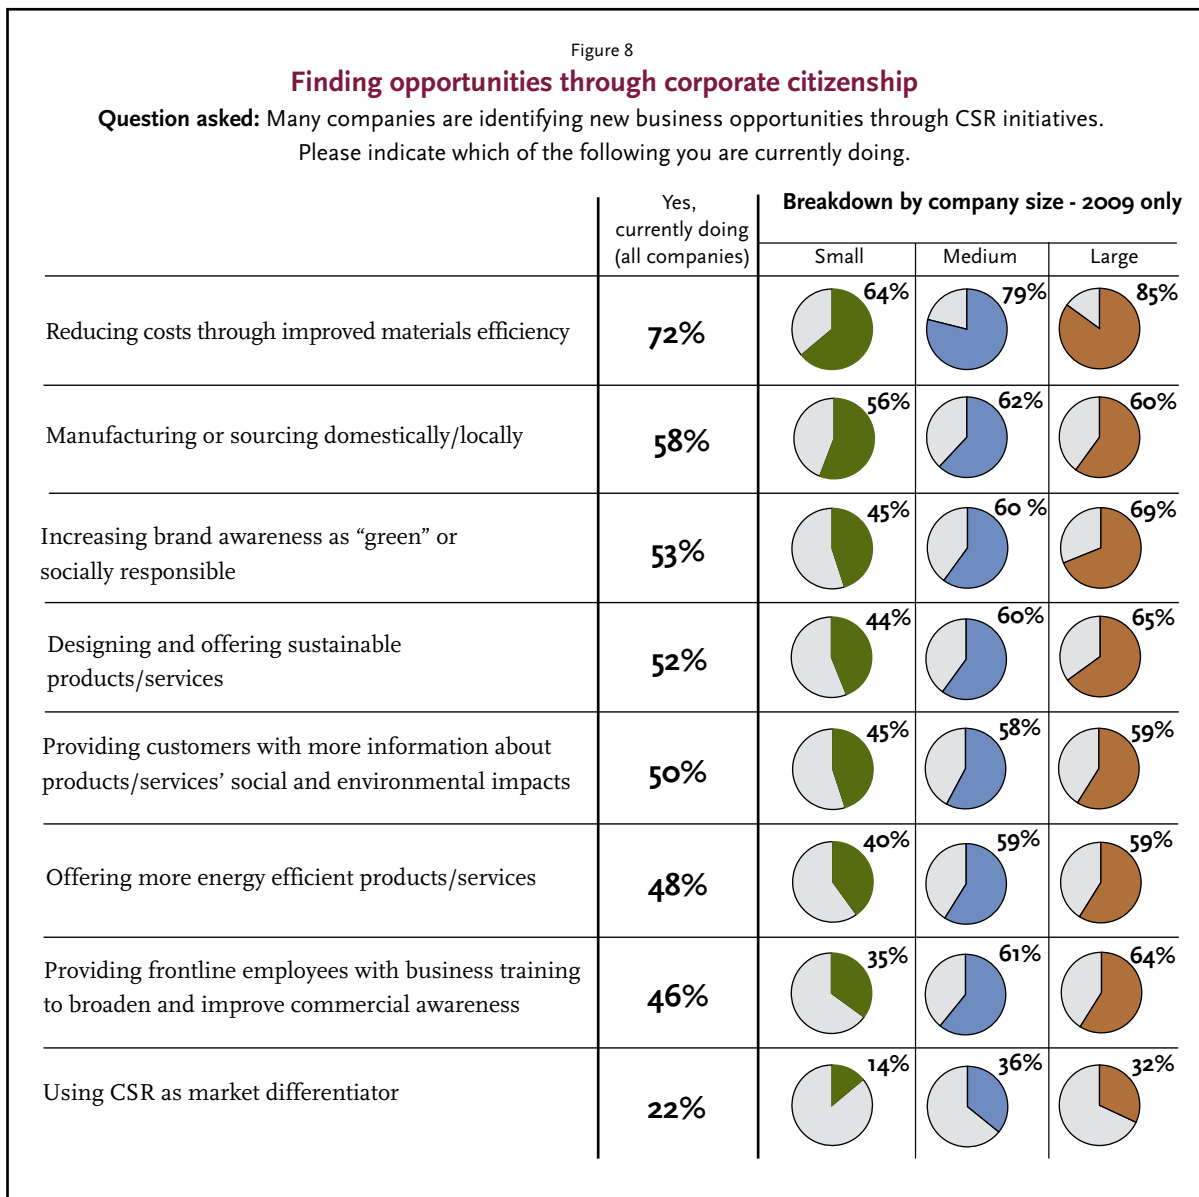 Figure 8
Finding opportunities through corporate citizenship
Question asked: Many companies are identifying new business opportunities through CSR initiatives.
Please indicate which of the following you are currently doing.
Yes,
currently doing
(all companies)
Breakdown by company size - 2009 only
Small Medium Large
Reducing costs through improved materials efficiency 72% 64% 79% 85%
Manufacturing or sourcing domestically/locally 58% 56% 62% 60%
Increasing brand awareness as “green” or
socially responsible
53% 45% 60 % 69%
Designing and offering sustainable
products/services
52% 44% 60% 65%
Providing customers with more information about
products/services’ social and environmental impacts
50% 45% 58% 59%
Offering more energy efficient products/services 48% 40% 59% 59%
Providing frontline employees with business training
to broaden and improve commercial awareness
46% 35% 61% 64%
Using CSR as market differentiator 22% 14% 36% 32%